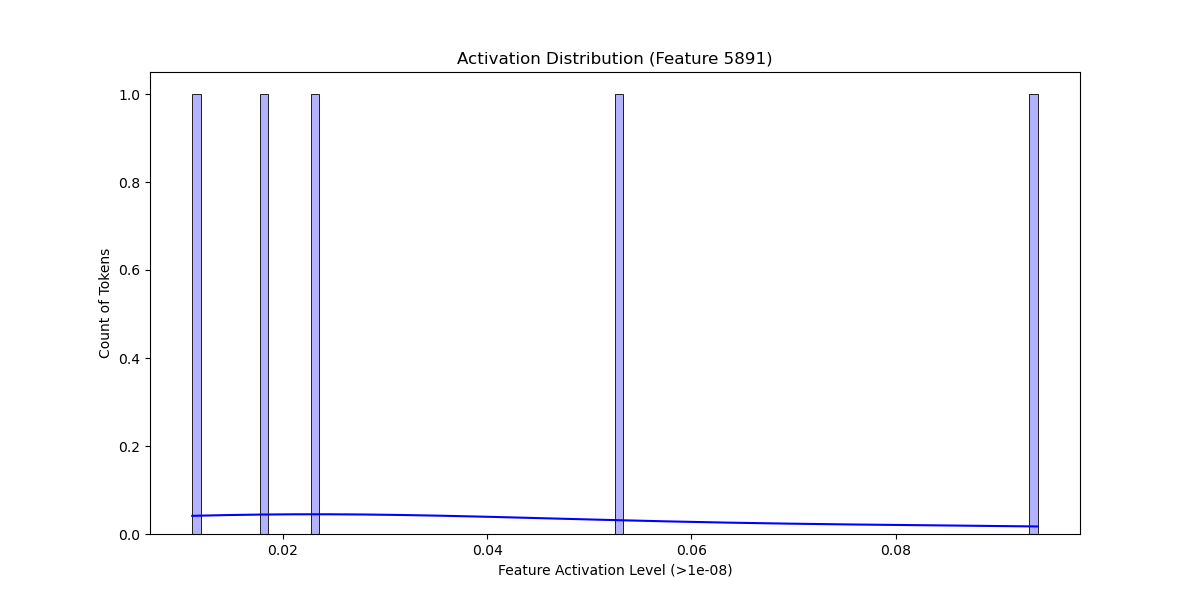 Activation Distribution (Feature 5891)
1.0
0.8
0.6
0.4
0.2
0.0
Count of Tokens
0.02 0.04 0.06 0.08
Feature Activation Level (>1e-08)